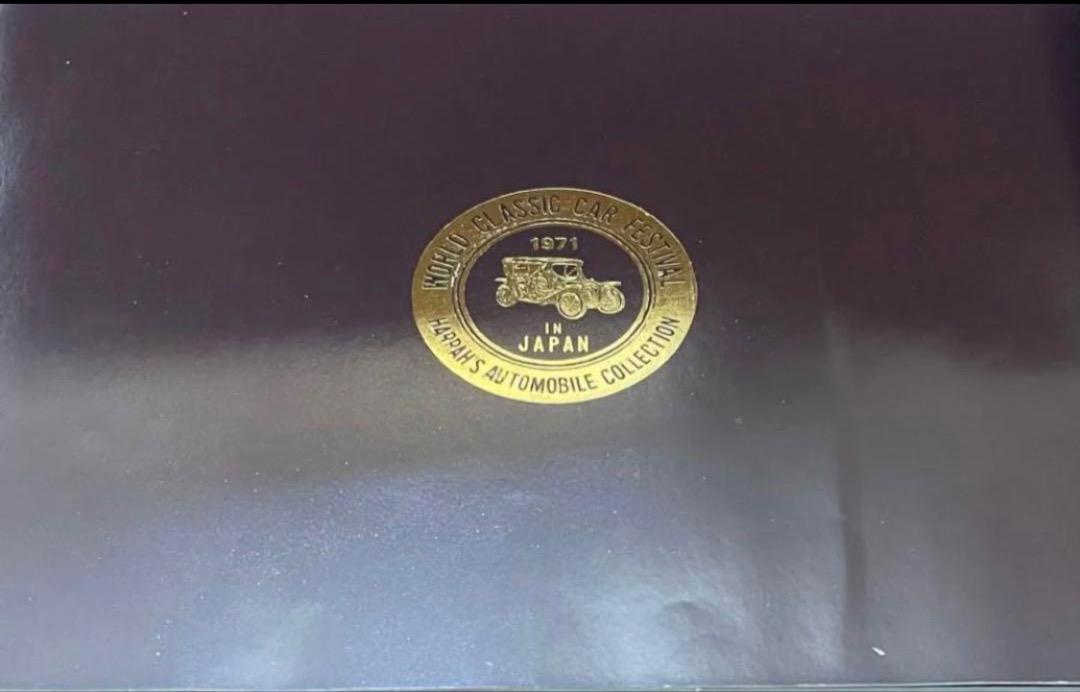 WORLD CLASSIC CAR FESTIVAL
1971
IN
JAPAN
HARRAH'S AUTOMOBILE COLLECTION